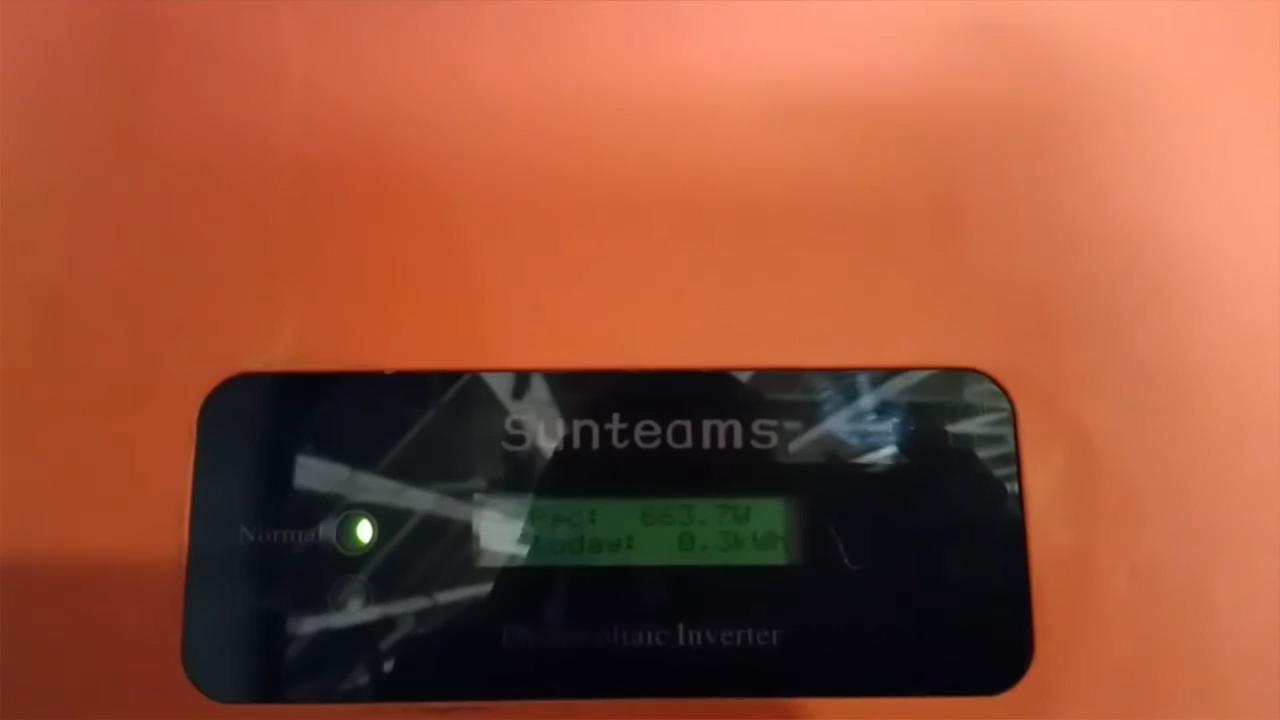 Sunteams
Pac: 663.7W
Normal
Today: 0.3kWh
Photovoltaic Inverter